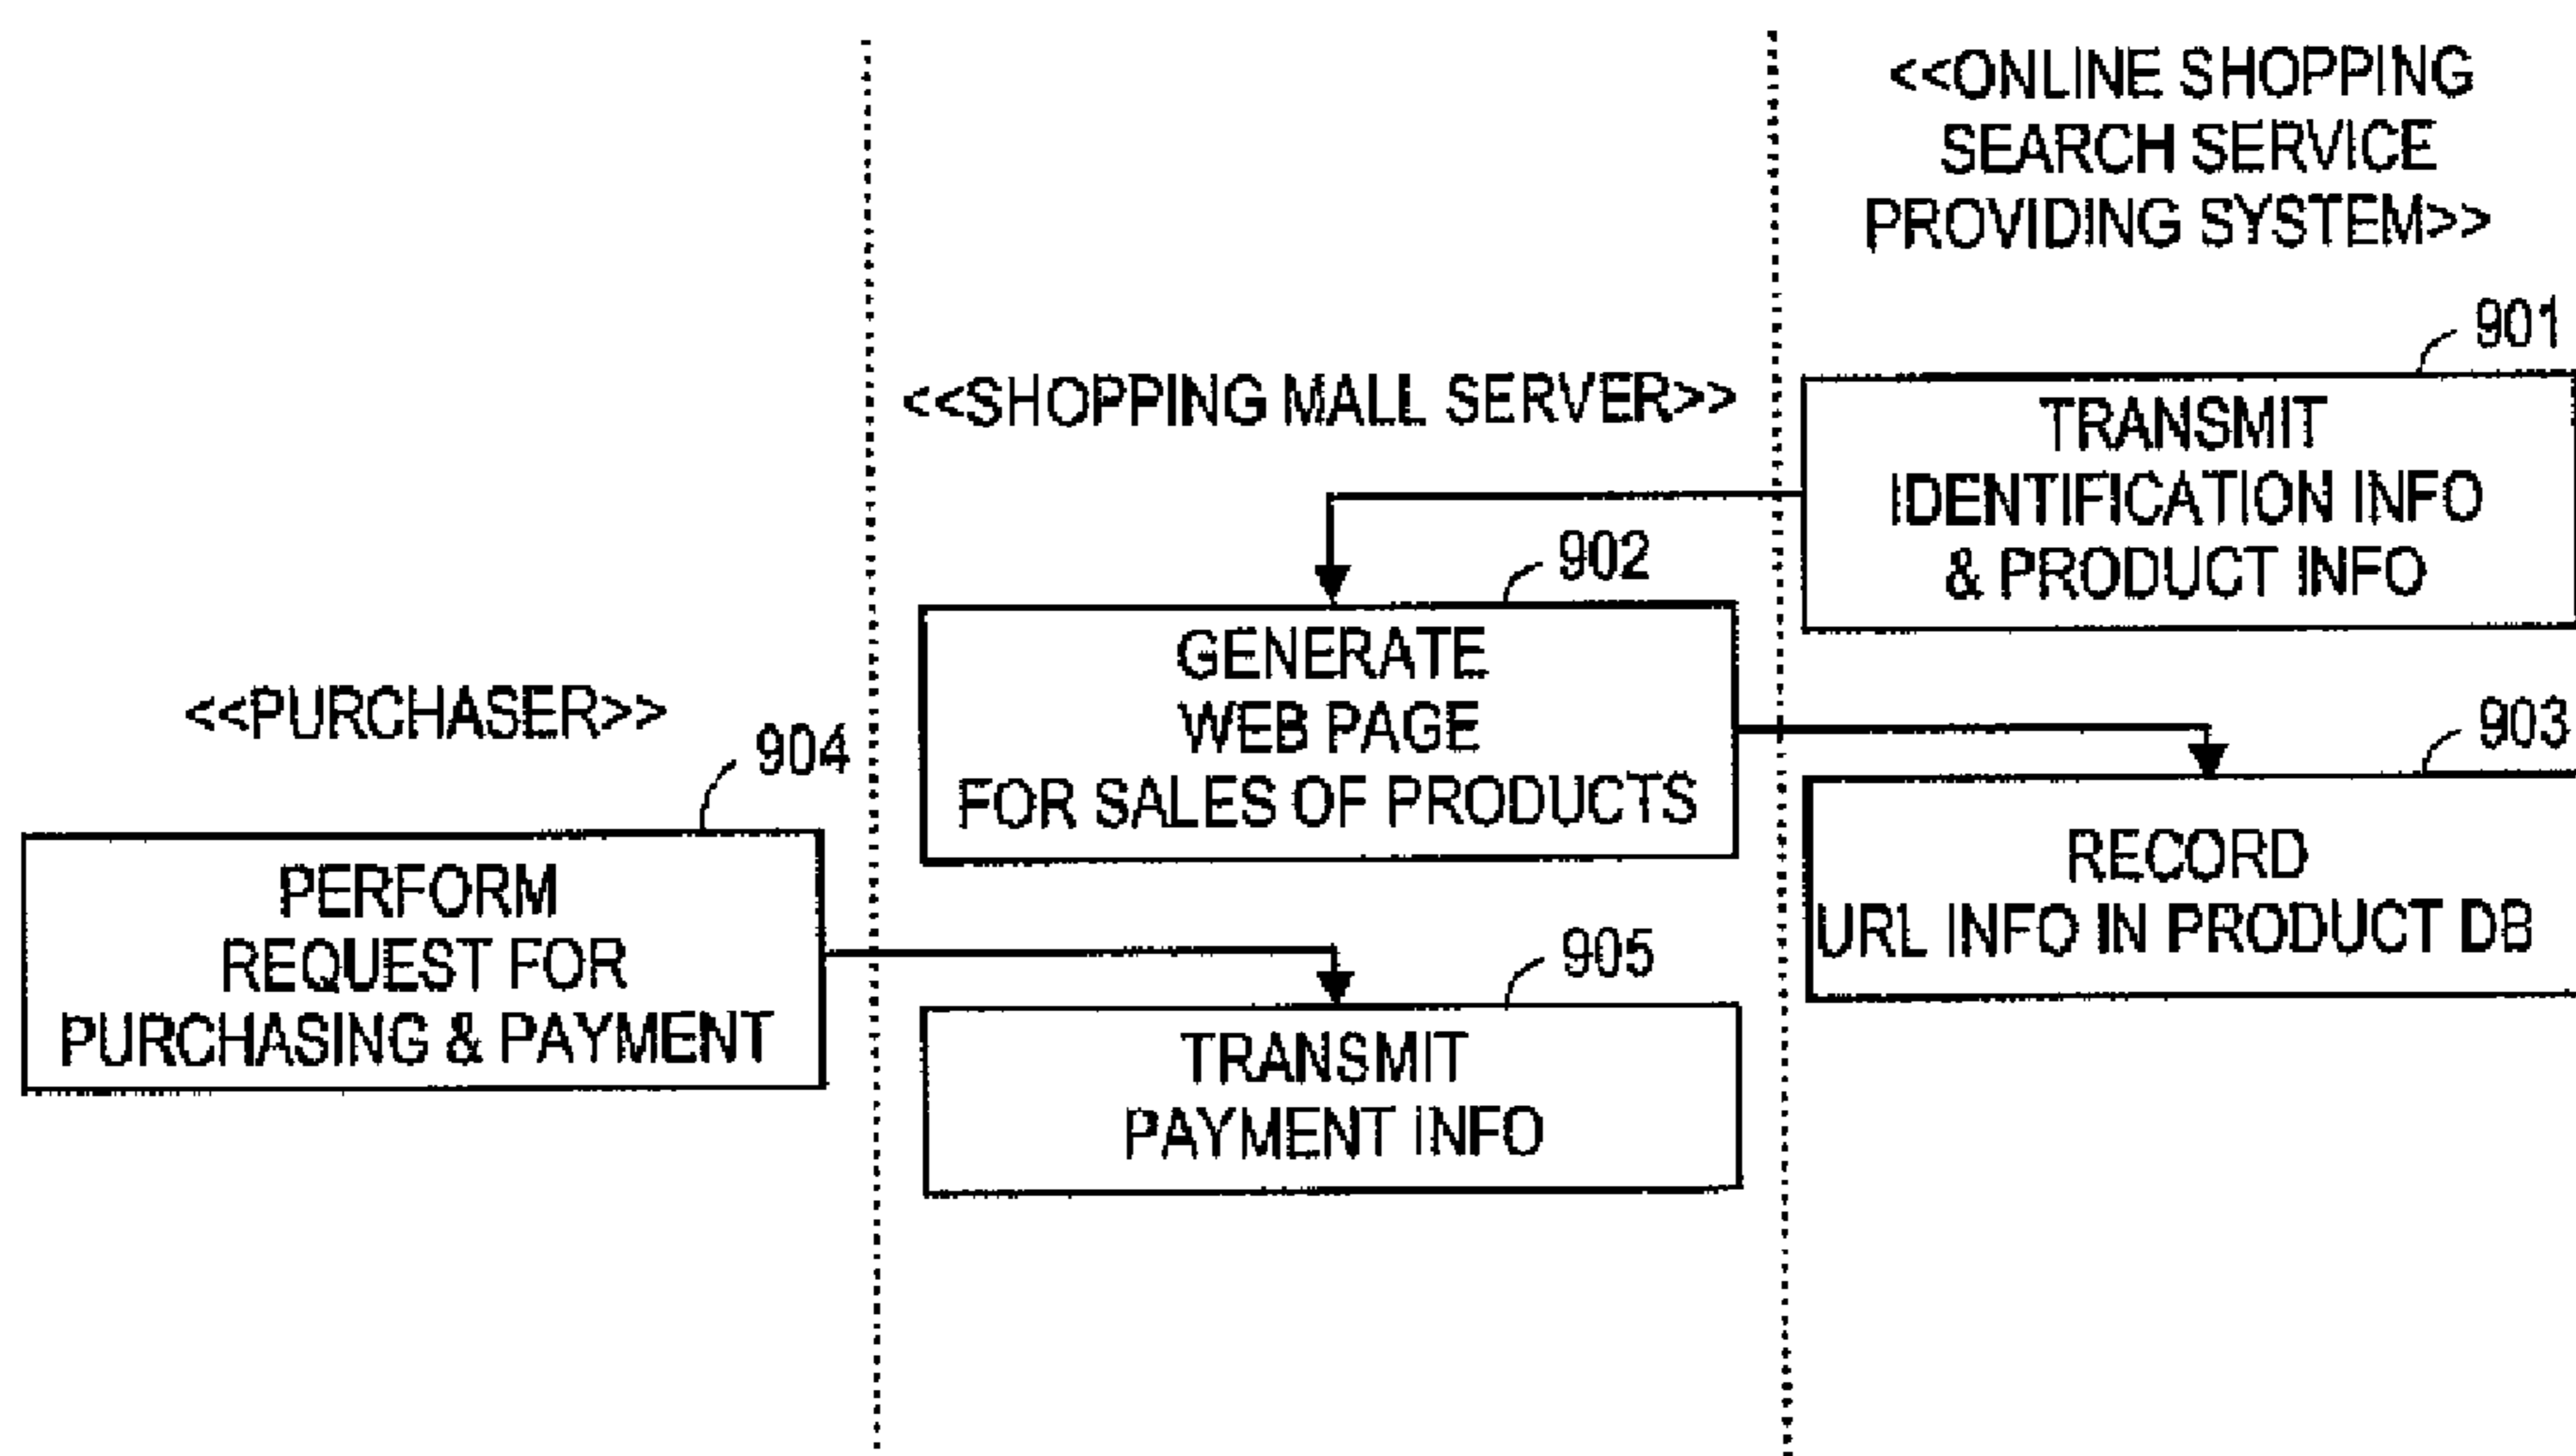 <<ONLINE SHOPPING
SEARCH SERVICE
PROVIDING SYSTEM>>
901
TRANSMIT
IDENTIFICATION INFO
& PRODUCT INFO
<<SHOPPING MALL SERVER>>
902
GENERATE
WEB PAGE
FOR SALES OF PRODUCTS
903
RECORD
URL INFO IN PRODUCT DB
<<PURCHASER>>
904
PERFORM
REQUEST FOR
PURCHASING & PAYMENT
905
TRANSMIT
PAYMENT INFO